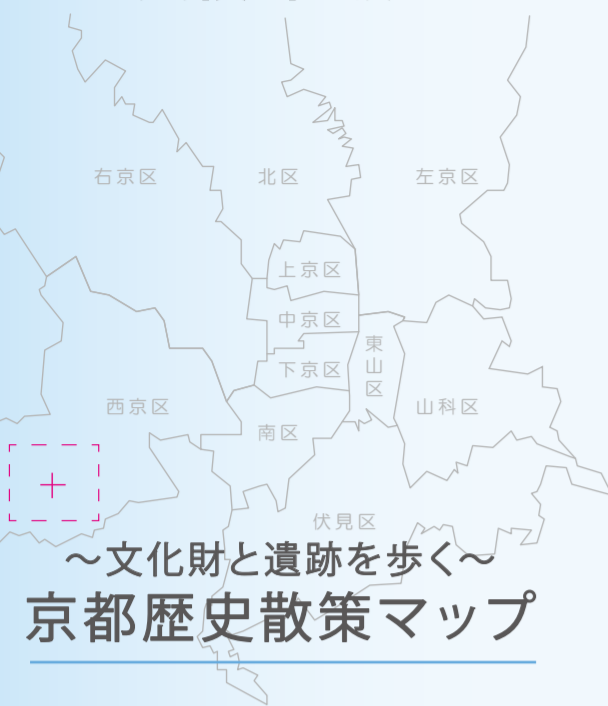 右京区
北区
左京区
上京区
中京区
下京区
東山区
西京区
山科区
南区
伏見区
～文化財と遺跡を歩く～
京都歴史散策マップ